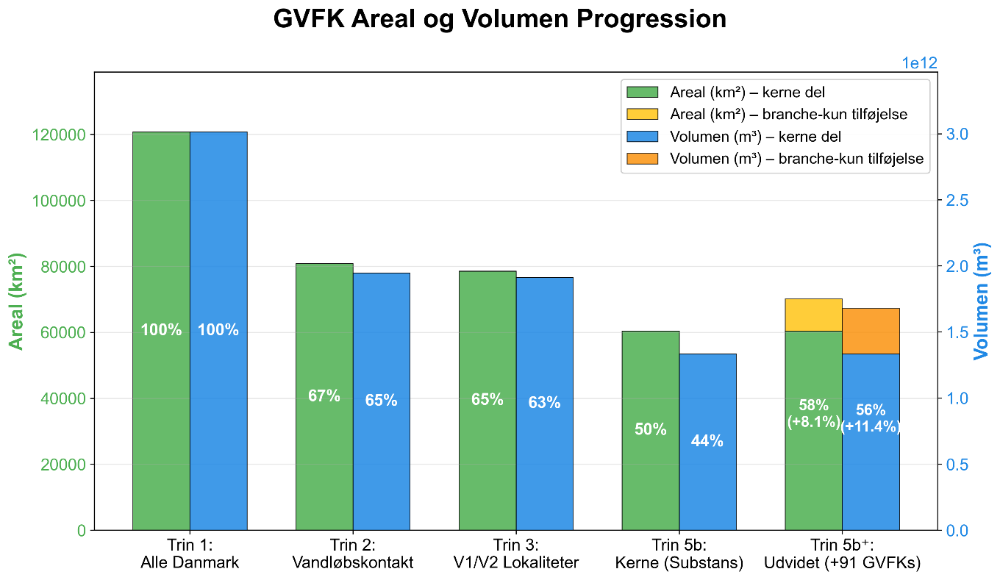 GVFK Areal og Volumen Progression
1e12
Areal (km²) – kerne del
Areal (km²) – branche-kun tilføjelse
Volumen (m³) – kerne del
Volumen (m³) – branche-kun tilføjelse
Areal (km²)
120000
100000
80000
60000
40000
20000
0
100%
100%
67%
65%
65%
63%
50%
44%
58%
(+8.1%)
56%
(+11.4%)
3.0
2.5
2.0
1.5
1.0
0.5
0.0
Volumen (m³)
Trin 1:
Alle Danmark
Trin 2:
Vandløbskontakt
Trin 3:
V1/V2 Lokaliteter
Trin 5b:
Kerne (Substans)
Trin 5b⁺:
Udvidet (+91 GVFKs)